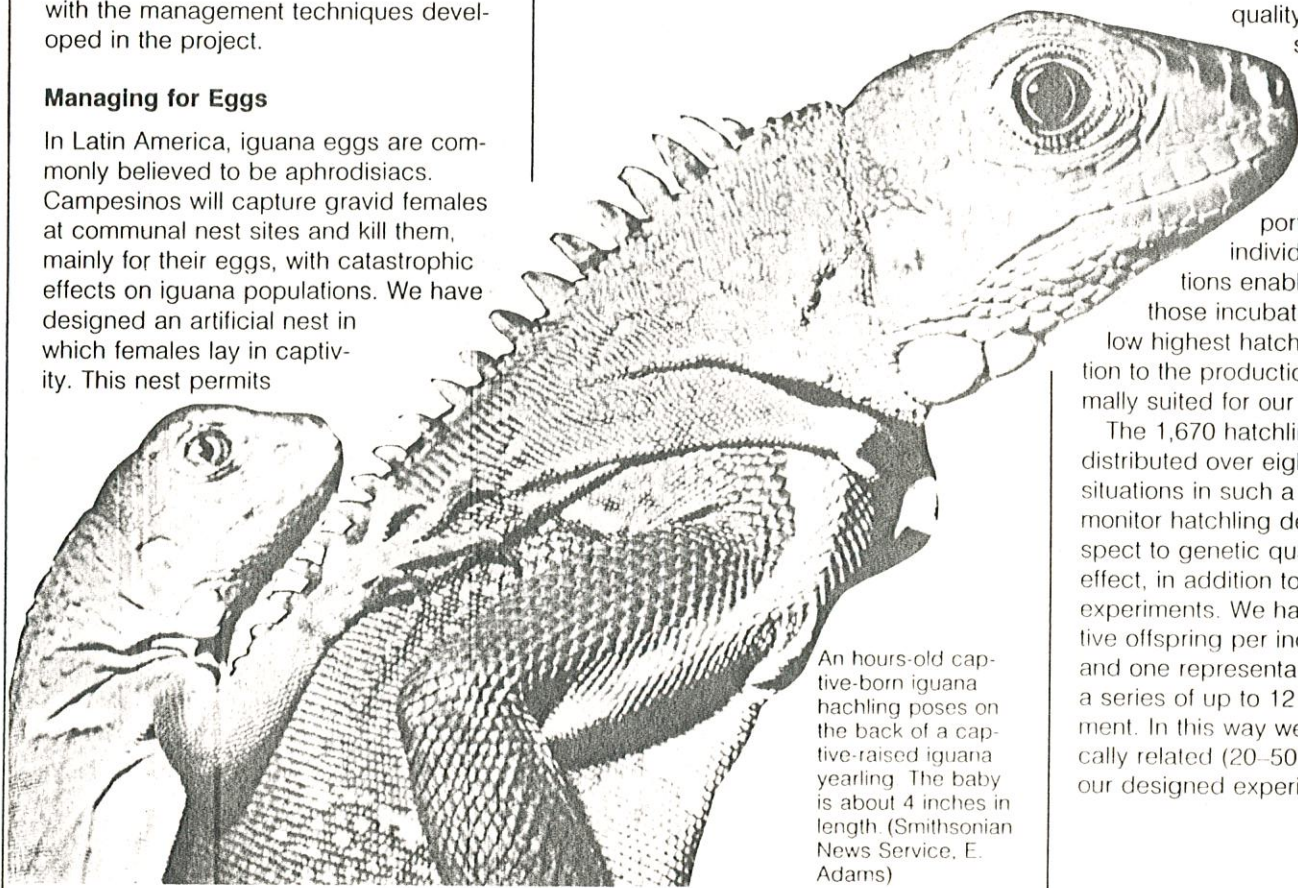 with the management techniques devel-
oped in the project.
Managing for Eggs
In Latin America, iguana eggs are com-
monly believed to be aphrodisiacs.
Campesinos will capture gravid females
at communal nest sites and kill them,
mainly for their eggs, with catastrophic
effects on iguana populations. We have
designed an artificial nest in
which females lay in captiv-
ity. This nest permits
An hours-old cap-
tive-born iguana
hachling poses on
the back of a cap-
tive-raised iguana
yearling. The baby
is about 4 inches in
length. (Smithsonian
News Service, E.
Adams)
quality
s
por
individ
tions enabl
those incubat
low highest hatch
tion to the productio
mally suited for our
The 1,670 hatchli
distributed over eigh
situations in such a
monitor hatchling de
spect to genetic qu
effect, in addition to
experiments. We ha
tive offspring per inc
and one representa
a series of up to 12
ment. In this way we
cally related (20–50
our designed experi